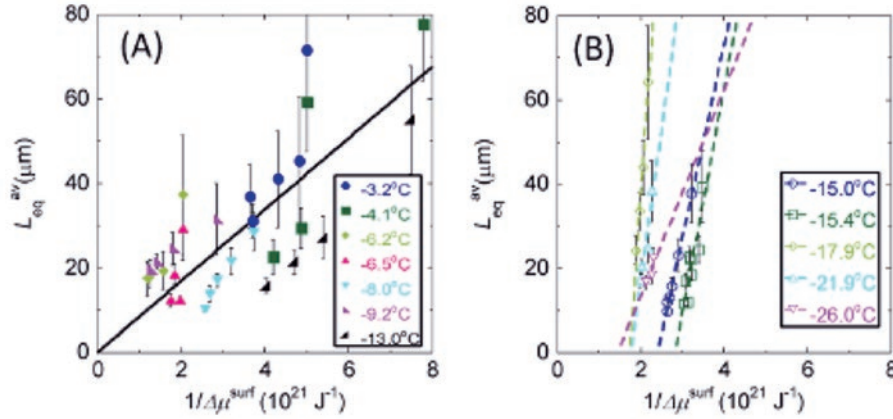 (A)
80
60
40
20
0
L_eq^av (μm)
-3.2°C
-4.1°C
-6.2°C
-6.5°C
-8.0°C
-9.2°C
-13.0°C
0 2 4 6 8
1/Δμ^surf (10^21 J^-1)
(B)
80
60
40
20
0
L_eq^av (μm)
-15.0°C
-15.4°C
-17.9°C
-21.9°C
-26.0°C
0 2 4 6 8
1/Δμ^surf (10^21 J^-1)